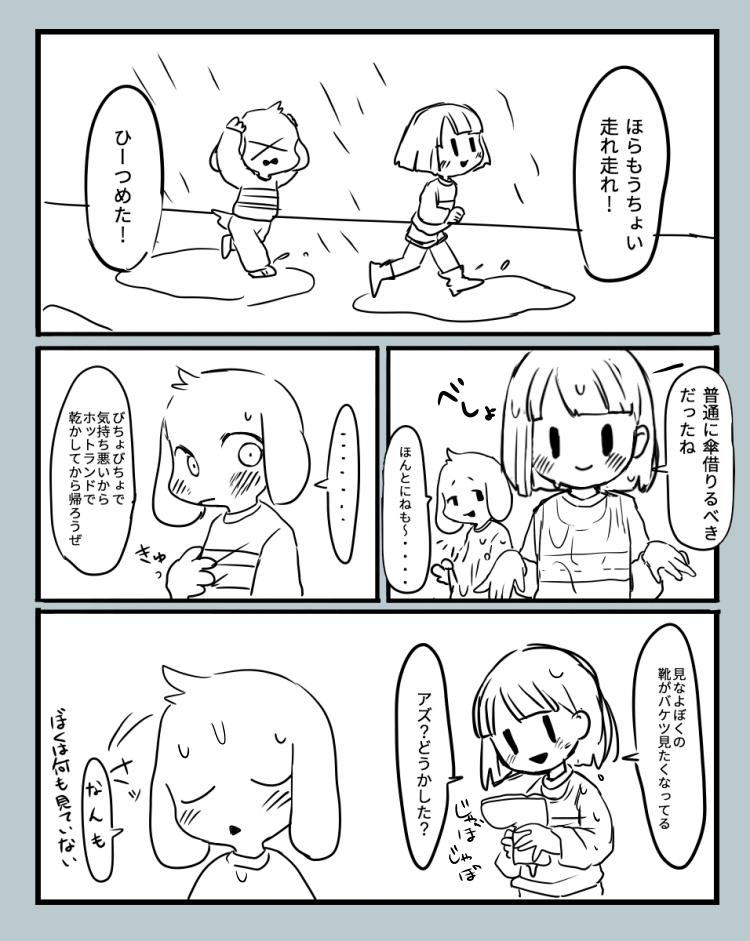 ほらもうちょい
走れ走れ！
ひーつめた！
普通に傘借りるべき
だったね
べしょ
ほんとにねも〜・・・・
・・・・・・・
びちょびちょで
気持ち悪いから
ホットランドで
乾かしてから帰ろうぜ
きゅっ
見なよぼくの
靴がバケツ見たくなってる
じゃぼ
じゃぼ
アズ？どうかした？
サッ
なんも
ぼくは何も見ていない